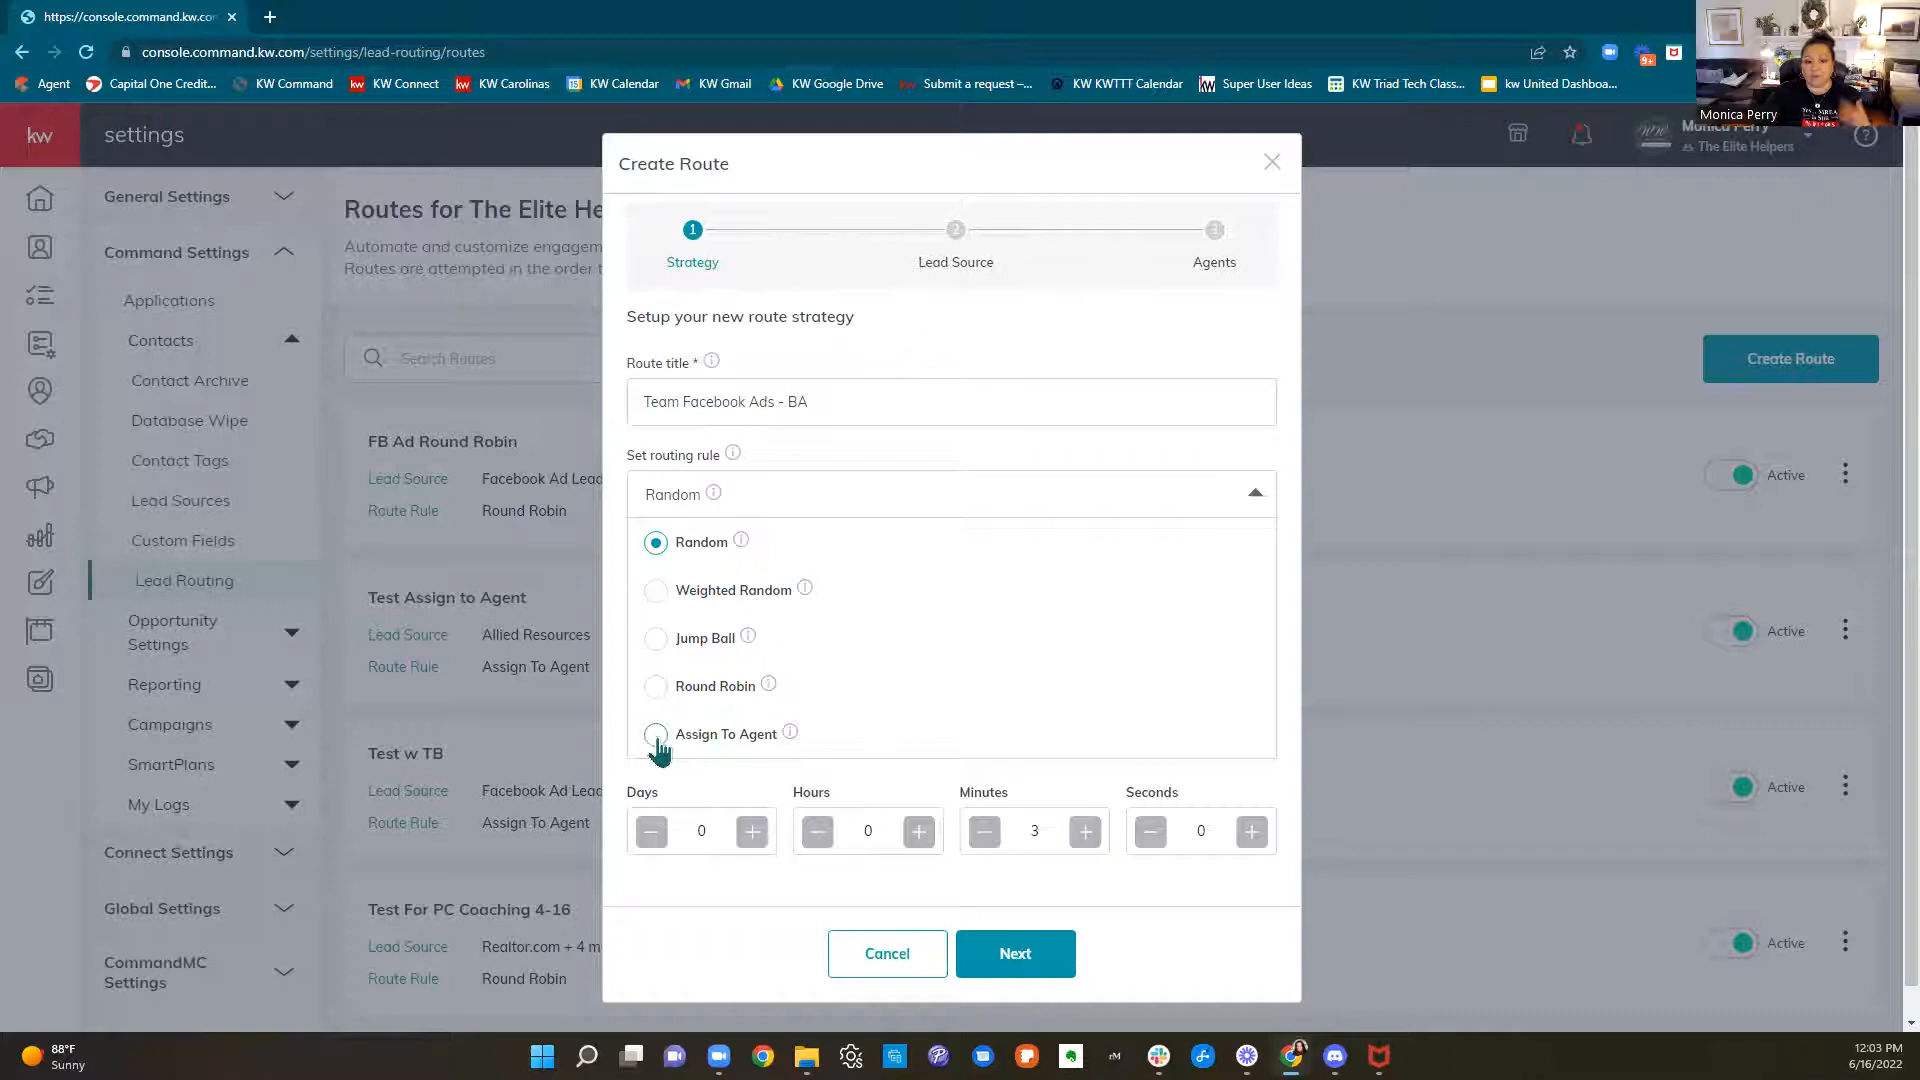 https://console.command.kw.co
console.command.kw.com/settings/lead-routing/routes
Agent
Capital One Credit...
KW Command
KW Connect
KW Carolinas
KW Calendar
KW Gmail
KW Google Drive
Submit a request –...
KW KWTTT Calendar
Super User Ideas
KW Triad Tech Class...
kw United Dashboa...
9+
Monica Perry
kw
settings
Monica Perry
The Elite Helpers
General Settings
Command Settings
Applications
Contacts
Contact Archive
Database Wipe
Contact Tags
Lead Sources
Custom Fields
Lead Routing
Opportunity
Settings
Reporting
Campaigns
SmartPlans
My Logs
Connect Settings
Global Settings
CommandMC
Settings
Routes for The Elite He
Automate and customize engagem
Routes are attempted in the order t
Search Routes
Create Route
FB Ad Round Robin
Lead Source Facebook Ad Lead
Route Rule Round Robin
Active
Test Assign to Agent
Lead Source Allied Resources
Route Rule Assign To Agent
Active
Test w TB
Lead Source Facebook Ad Lead
Route Rule Assign To Agent
Active
Test For PC Coaching 4-16
Lead Source Realtor.com + 4 m
Route Rule Round Robin
Active
Create Route
1 2 3
Strategy Lead Source Agents
Setup your new route strategy
Route title *
Team Facebook Ads - BA
Set routing rule
Random
Random
Weighted Random
Jump Ball
Round Robin
Assign To Agent
Days Hours Minutes Seconds
0 0 3 0
Cancel Next
88°F
Sunny
rM
12:03 PM
6/16/2022